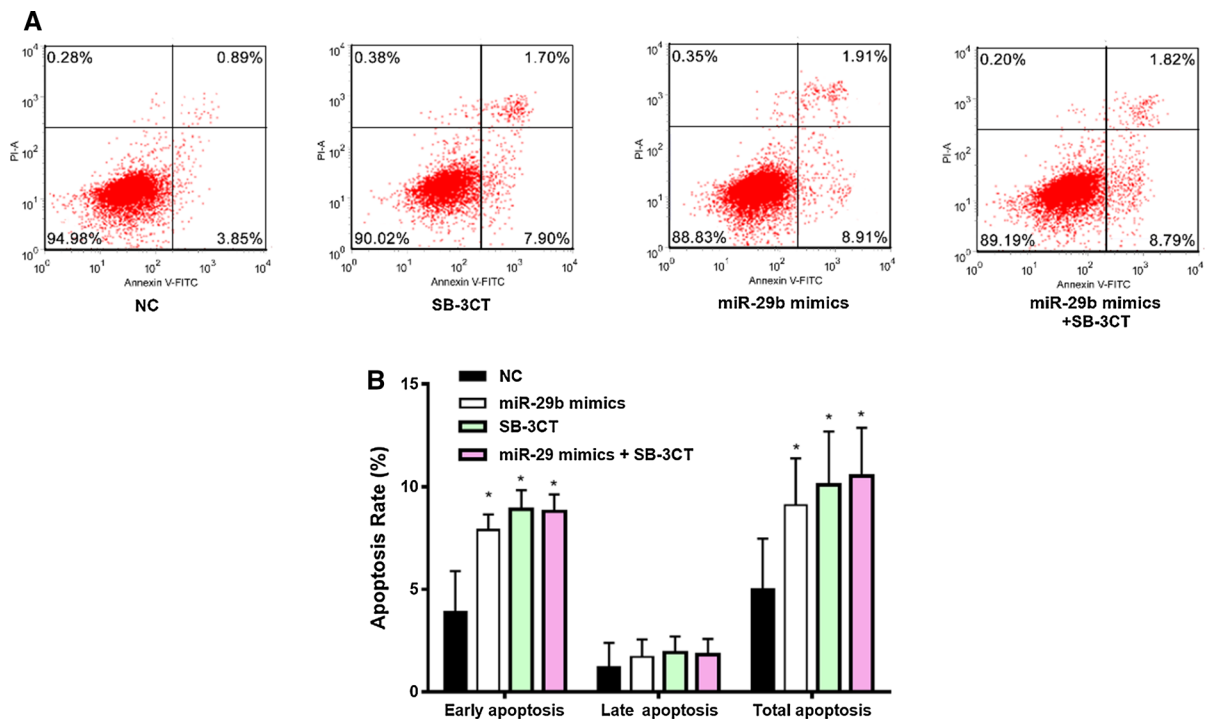 A
10⁴
10³
10²
10¹
10⁰
PI-A
0.28%
0.89%
94.98%
3.85%
10⁰
10¹
10²
10³
10⁴
Annexin V-FITC
NC
10⁴
10³
10²
10¹
10⁰
PI-A
0.38%
1.70%
90.02%
7.90%
10⁰
10¹
10²
10³
10⁴
Annexin V-FITC
SB-3CT
10⁴
10³
10²
10¹
10⁰
PI-A
0.35%
1.91%
88.83%
8.91%
10⁰
10¹
10²
10³
10⁴
Annexin V-FITC
miR-29b mimics
10⁴
10³
10²
10¹
10⁰
PI-A
0.20%
1.82%
89.19%
8.79%
10⁰
10¹
10²
10³
10⁴
Annexin V-FITC
miR-29b mimics
+SB-3CT
B
Apoptosis Rate (%)
15
10
5
0
NC
miR-29b mimics
SB-3CT
miR-29 mimics + SB-3CT
* * *
* * *
Early apoptosis
Late apoptosis
Total apoptosis